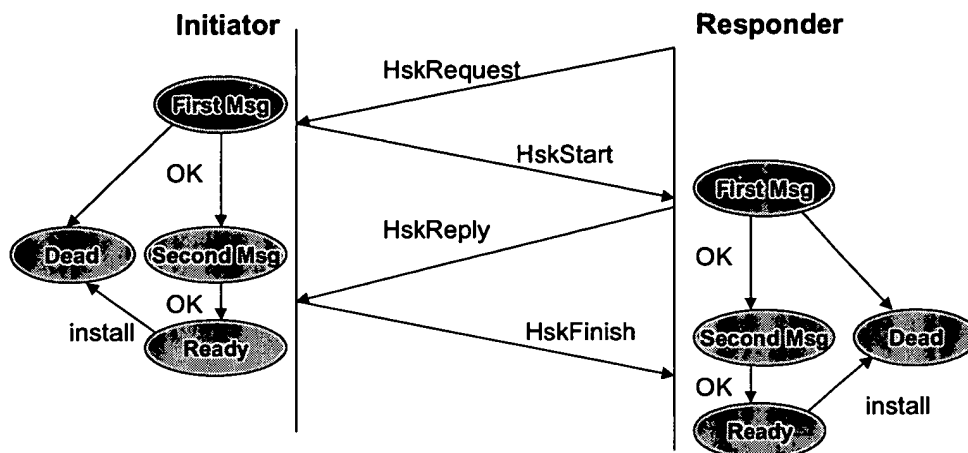 Initiator
Responder
HskRequest
First Msg
OK
HskStart
First Msg
HskReply
Dead
Second Msg
OK
OK
install
Ready
HskFinish
Second Msg
Dead
OK
install
Ready